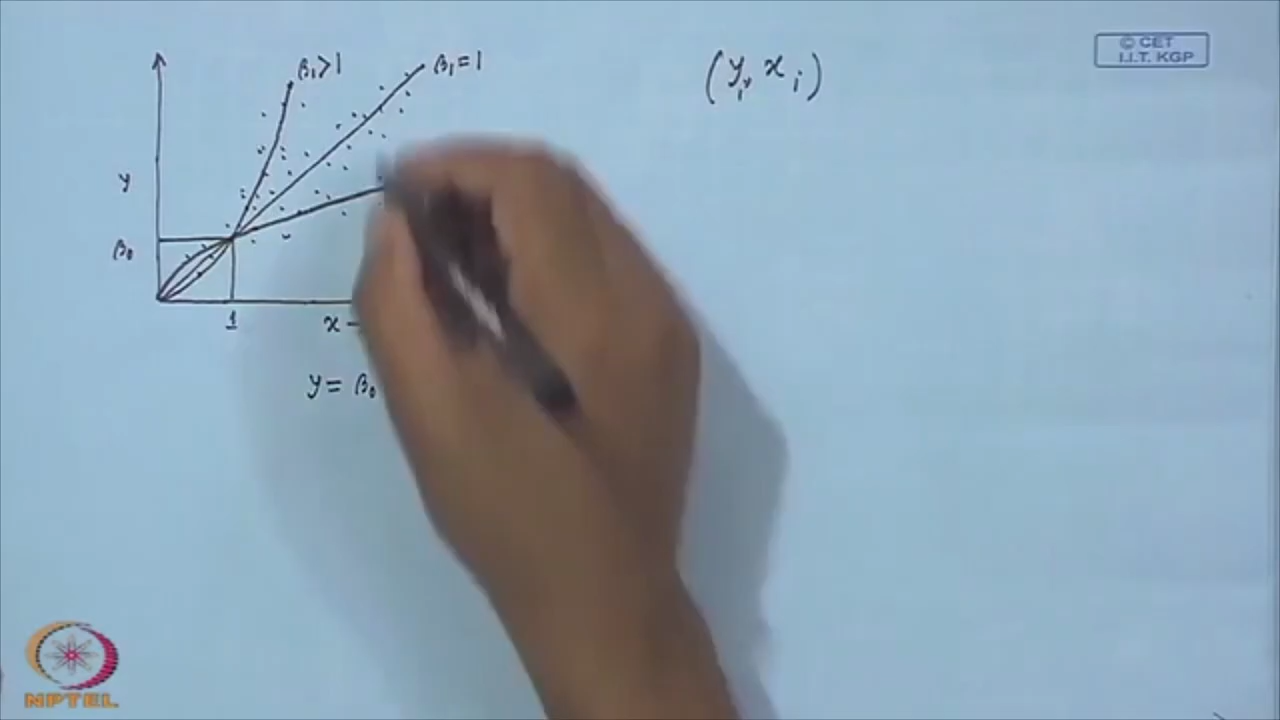 © CET
I.I.T. KGP
β₁>1
β₁=1
(yᵢ, xᵢ)
y
β₀
1
x
y = β₀
NPTEL